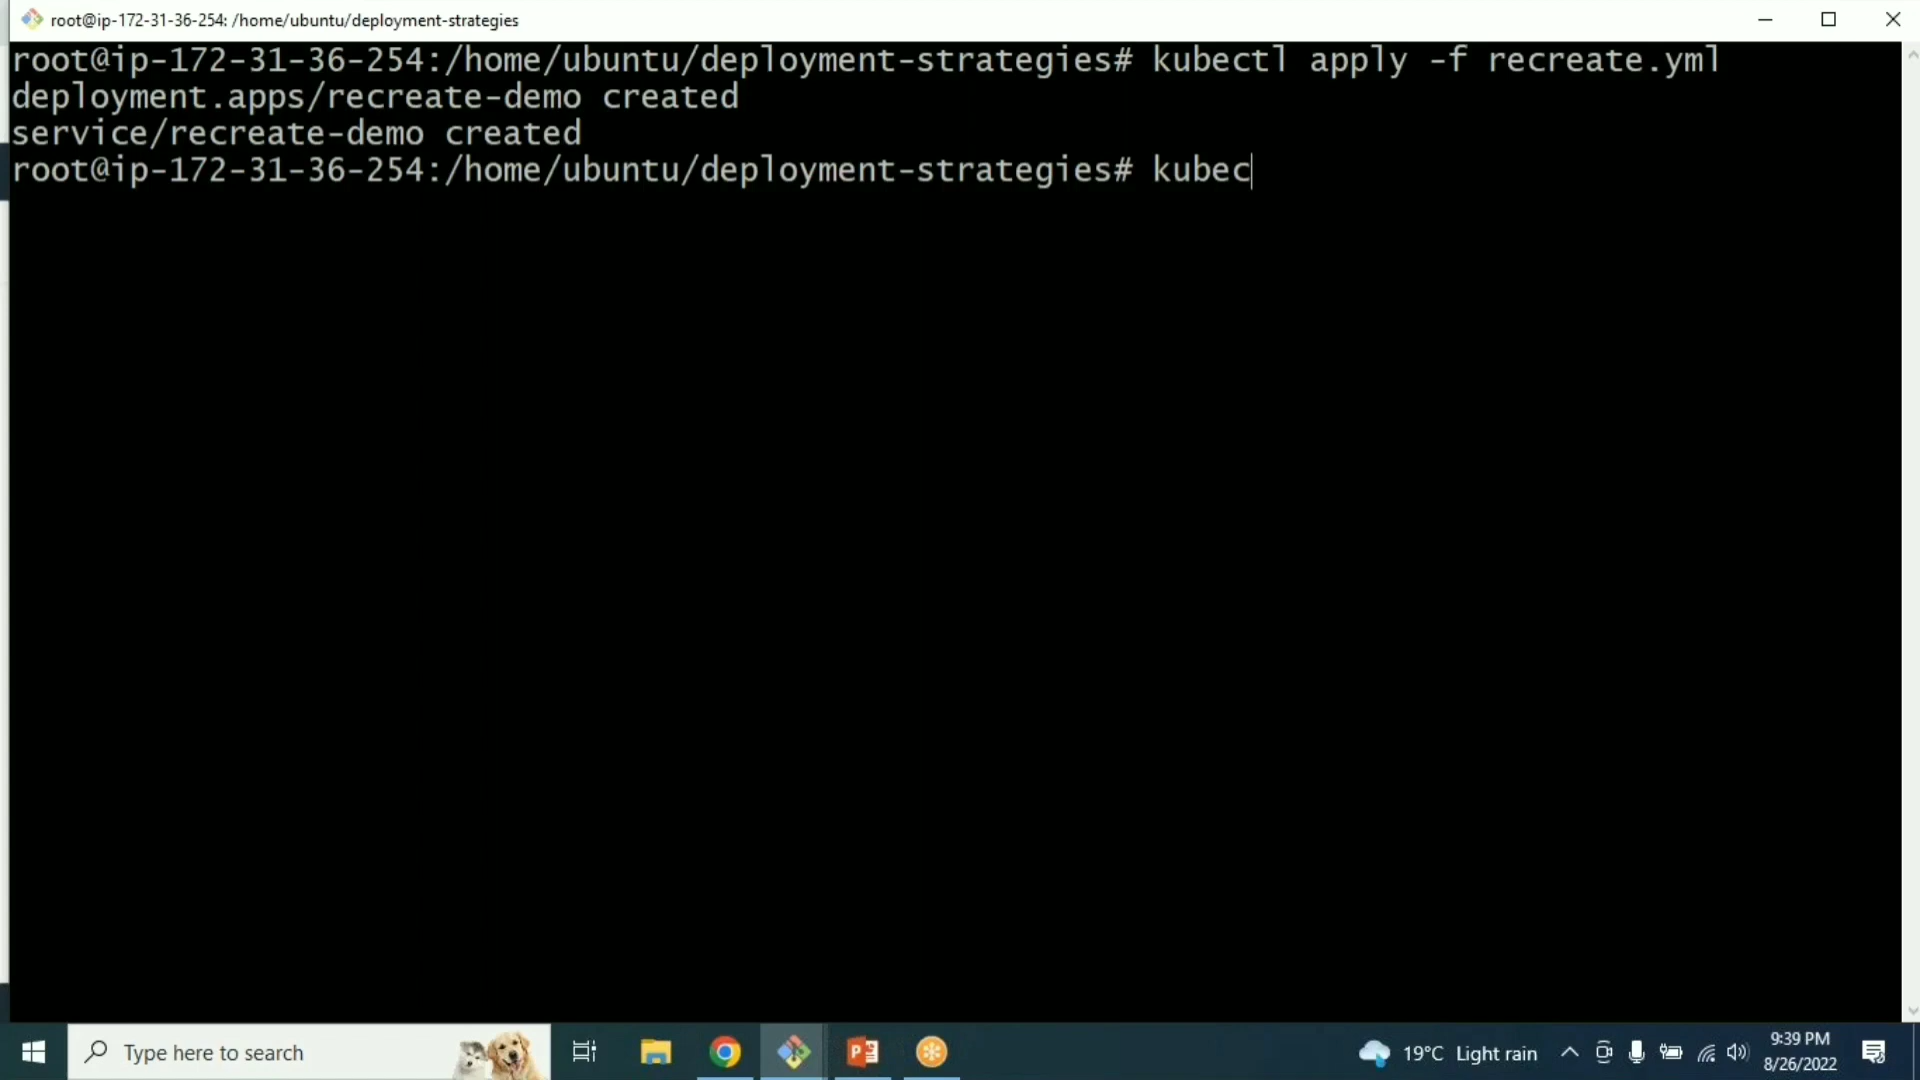 root@ip-172-31-36-254: /home/ubuntu/deployment-strategies
root@ip-172-31-36-254:/home/ubuntu/deployment-strategies# kubectl apply -f recreate.yml
deployment.apps/recreate-demo created
service/recreate-demo created
root@ip-172-31-36-254:/home/ubuntu/deployment-strategies# kubec
Type here to search
19°C Light rain
9:39 PM
8/26/2022